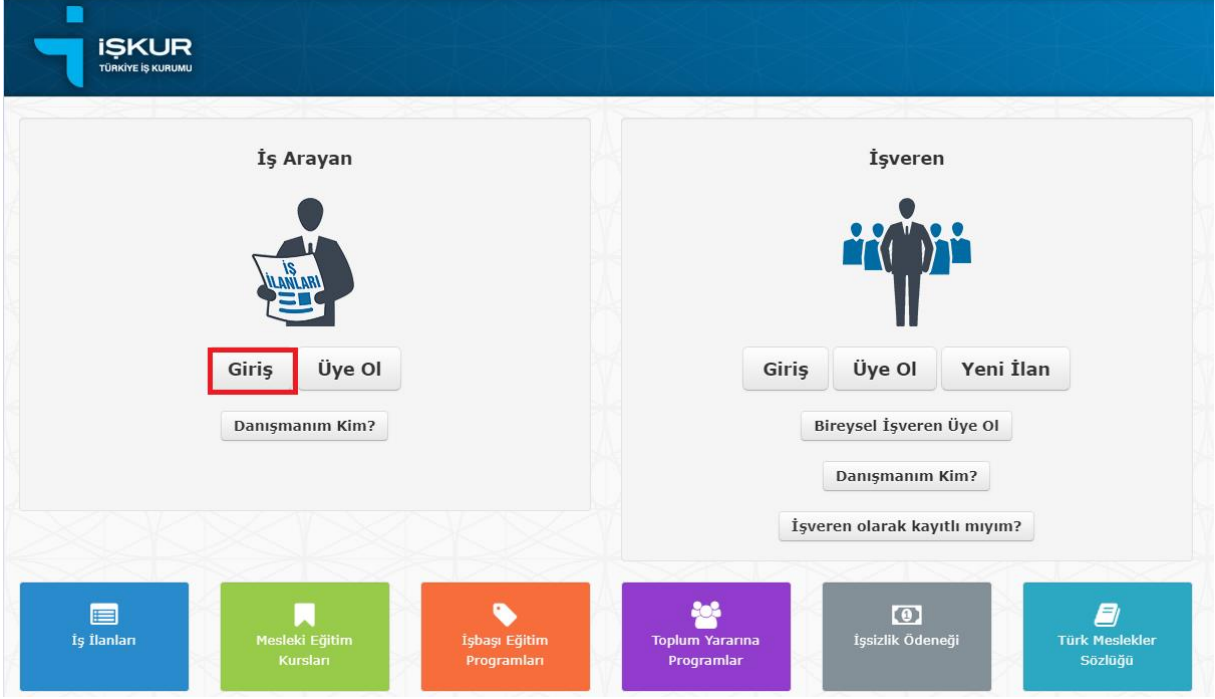 İŞKUR
TÜRKİYE İŞ KURUMU
İş Arayan
İŞ
İLANLARI
Giriş
Üye Ol
Danışmanım Kim?
İşveren
Giriş
Üye Ol
Yeni İlan
Bireysel İşveren Üye Ol
Danışmanım Kim?
İşveren olarak kayıtlı mıyım?
İş İlanları
Mesleki Eğitim
Kursları
İşbaşı Eğitim
Programları
Toplum Yararına
Programlar
İşsizlik Ödeneği
Türk Meslekler
Sözlüğü